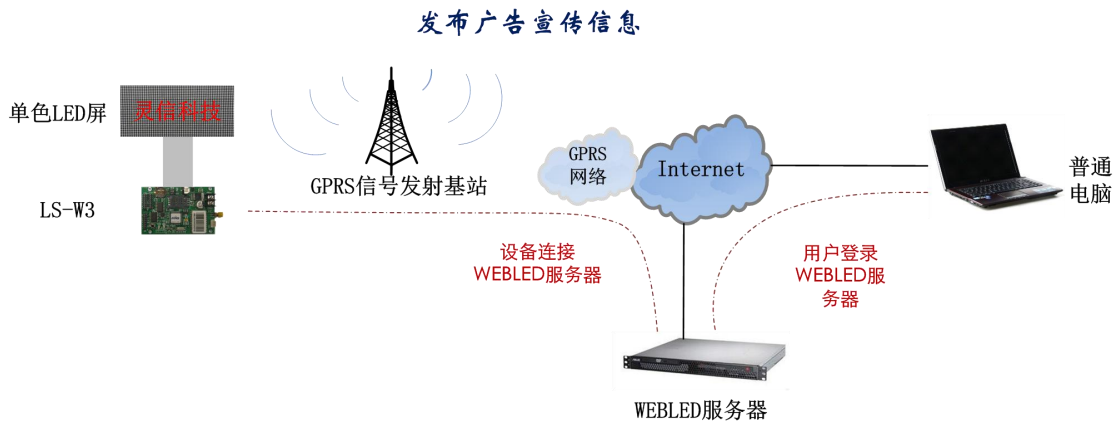 发布广告宣传信息
单色LED屏
灵信科技
GPRS信号发射基站
LS-W3
GPRS
网络
Internet
普通
电脑
设备连接
WEBLED服务器
用户登录
WEBLED服
务器
WEBLED服务器